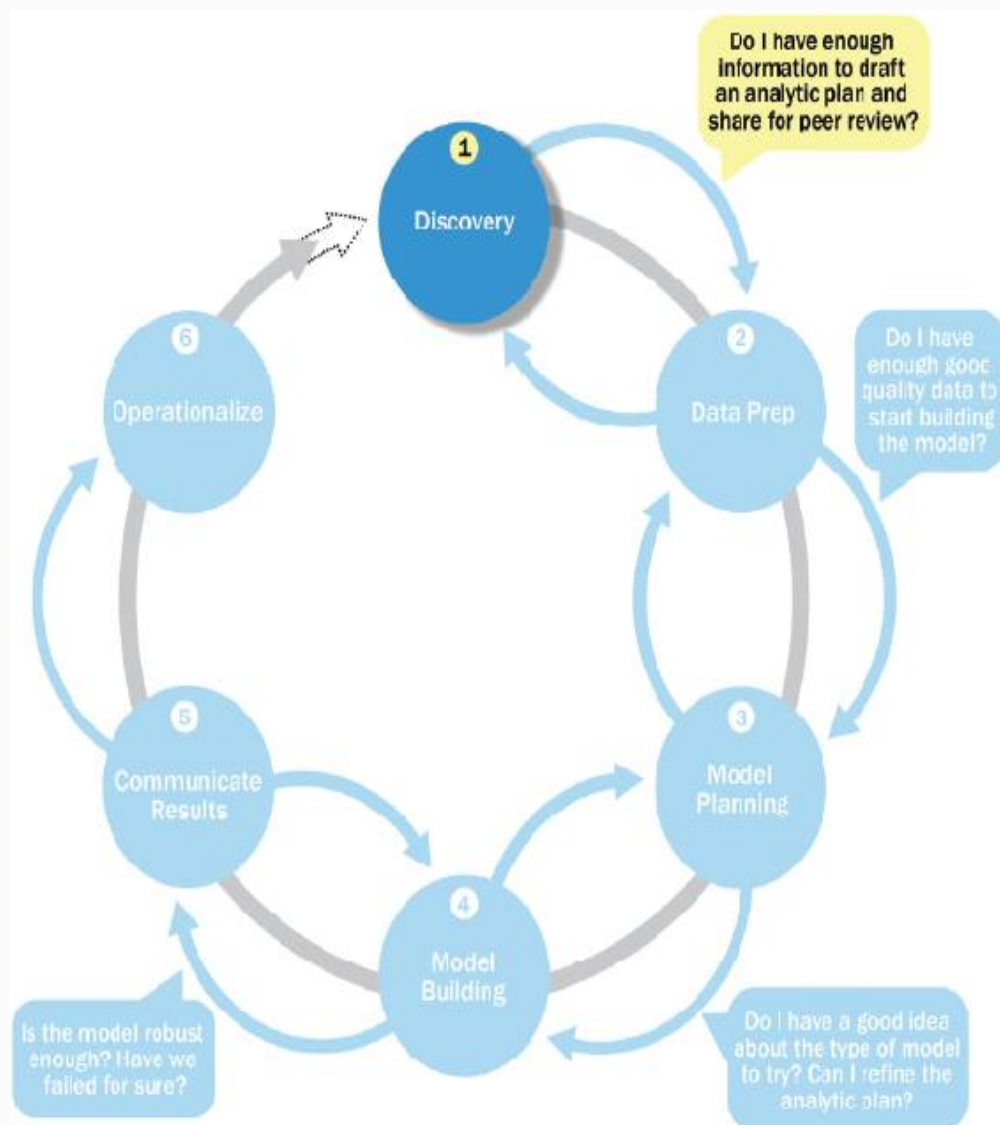 Do I have enough
information to draft
an analytic plan and
share for peer review?
1
Discovery
2
Data Prep
Do I have
enough good
quality data to
start building
the model?
3
Model
Planning
Do I have a good idea
about the type of model
to try? Can I refine the
analytic plan?
4
Model
Building
Is the model robust
enough? Have we
failed for sure?
5
Communicate
Results
6
Operationalize